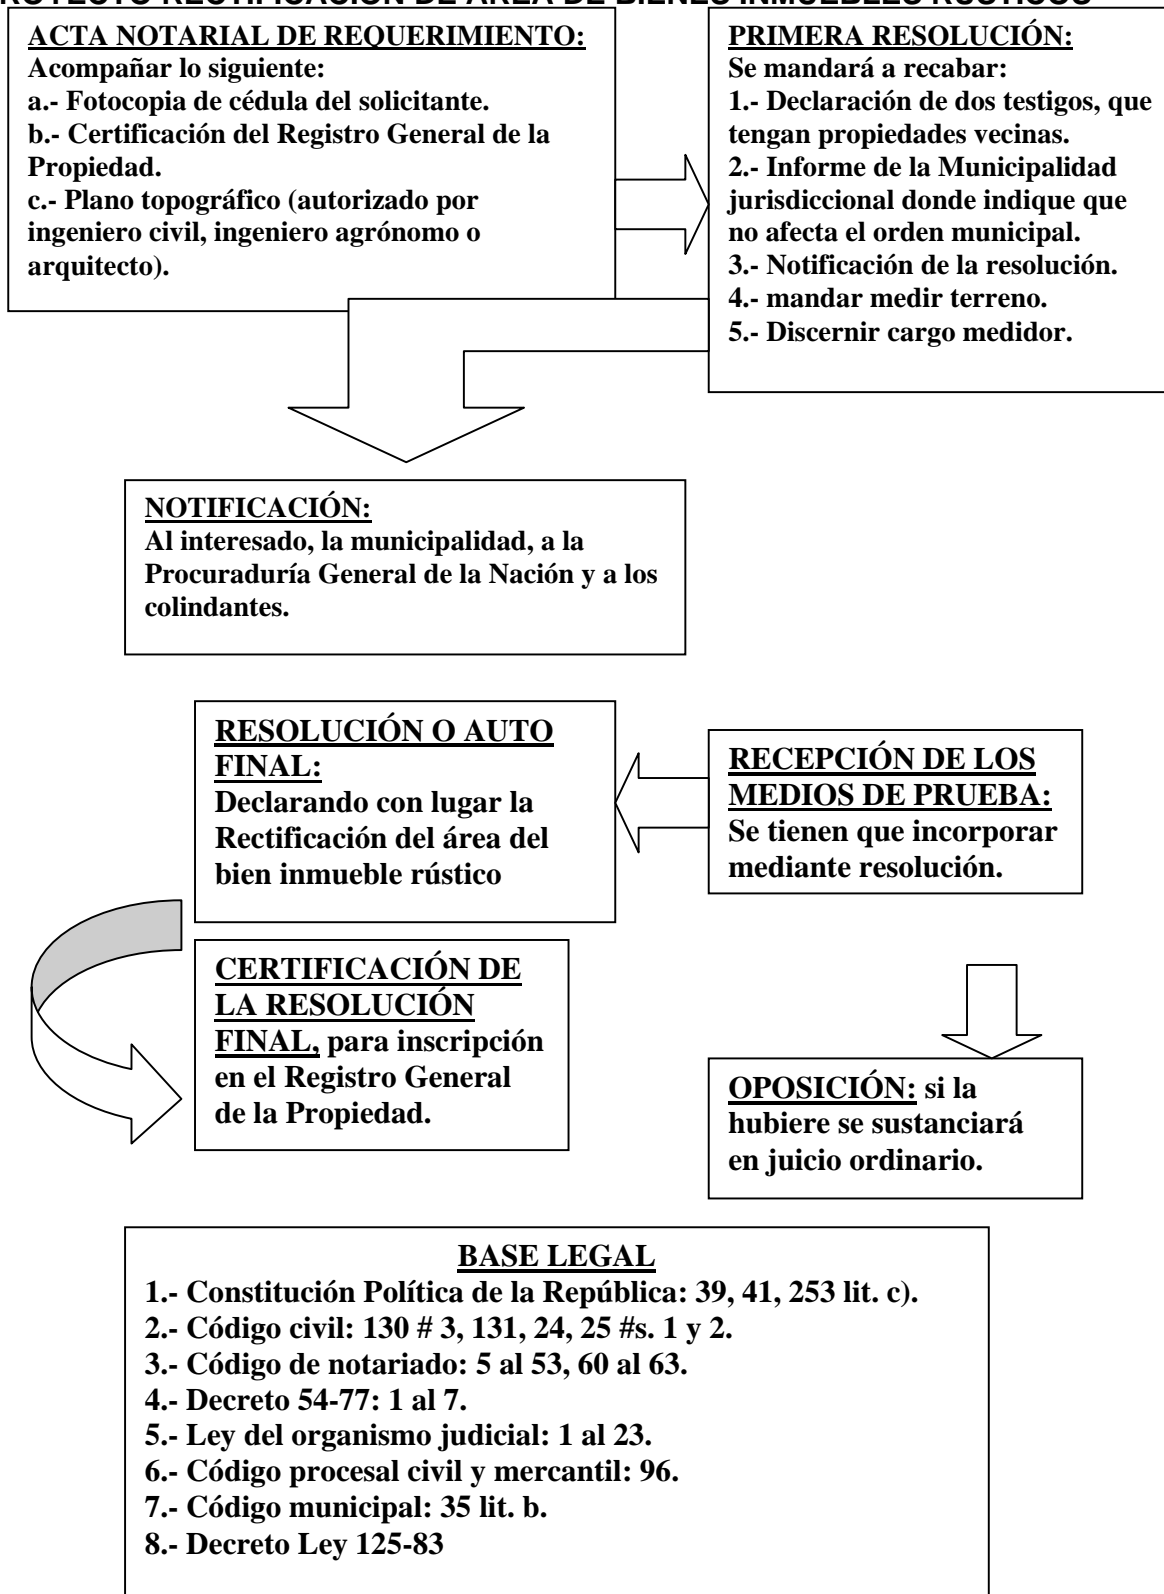 PROYECTO RECTIFICACIÓN DE ÁREA DE BIENES INMUEBLES RÚSTICOS
ACTA NOTARIAL DE REQUERIMIENTO:
Acompañar lo siguiente:
a.- Fotocopia de cédula del solicitante.
b.- Certificación del Registro General de la
Propiedad.
c.- Plano topográfico (autorizado por
ingeniero civil, ingeniero agrónomo o
arquitecto).
PRIMERA RESOLUCIÓN:
Se mandará a recabar:
1.- Declaración de dos testigos, que
tengan propiedades vecinas.
2.- Informe de la Municipalidad
jurisdiccional donde indique que
no afecta el orden municipal.
3.- Notificación de la resolución.
4.- mandar medir terreno.
5.- Discernir cargo medidor.
NOTIFICACIÓN:
Al interesado, la municipalidad, a la
Procuraduría General de la Nación y a los
colindantes.
RESOLUCIÓN O AUTO
FINAL:
Declarando con lugar la
Rectificación del área del
bien inmueble rústico
RECEPCIÓN DE LOS
MEDIOS DE PRUEBA:
Se tienen que incorporar
mediante resolución.
CERTIFICACIÓN DE
LA RESOLUCIÓN
FINAL, para inscripción
en el Registro General
de la Propiedad.
OPOSICIÓN: si la
hubiere se sustanciará
en juicio ordinario.
BASE LEGAL
1.- Constitución Política de la República: 39, 41, 253 lit. c).
2.- Código civil: 130 # 3, 131, 24, 25 #s. 1 y 2.
3.- Código de notariado: 5 al 53, 60 al 63.
4.- Decreto 54-77: 1 al 7.
5.- Ley del organismo judicial: 1 al 23.
6.- Código procesal civil y mercantil: 96.
7.- Código municipal: 35 lit. b.
8.- Decreto Ley 125-83